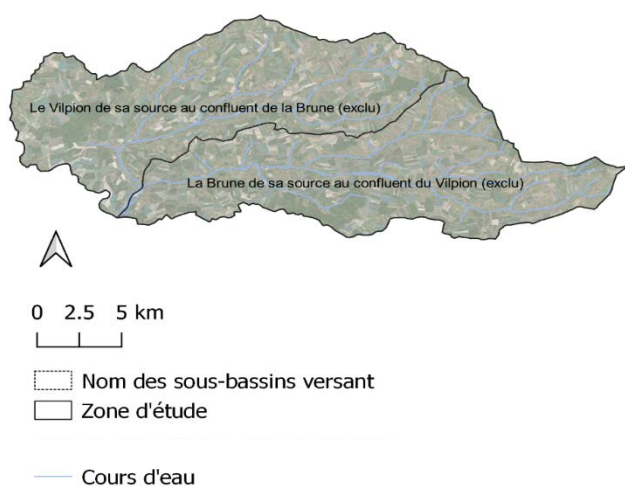 Le Vilpion de sa source au confluent de la Brune (exclu)
La Brune de sa source au confluent du Vilpion (exclu)
0 2.5 5 km
Nom des sous-bassins versant
Zone d'étude
Cours d'eau